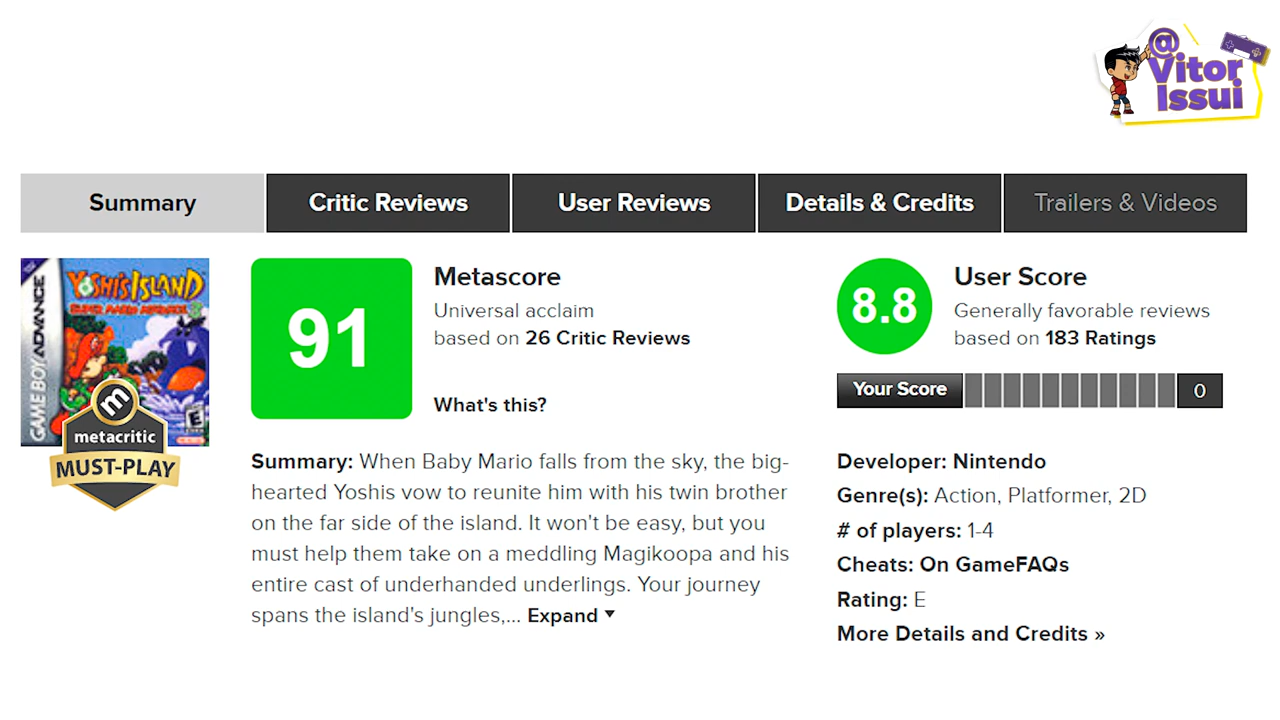 @
Vitor
Issui
Summary
Critic Reviews
User Reviews
Details & Credits
Trailers & Videos
GAME BOY ADVANCE
YOSHI'S ISLAND
SUPER MARIO ADVANCE 3
E
metacritic
MUST-PLAY
91
Metascore
Universal acclaim
based on 26 Critic Reviews
What's this?
8.8
User Score
Generally favorable reviews
based on 183 Ratings
Your Score
0
Summary: When Baby Mario falls from the sky, the big-
hearted Yoshis vow to reunite him with his twin brother
on the far side of the island. It won't be easy, but you
must help them take on a meddling Magikoopa and his
entire cast of underhanded underlings. Your journey
spans the island's jungles,... Expand
Developer: Nintendo
Genre(s): Action, Platformer, 2D
# of players: 1-4
Cheats: On GameFAQs
Rating: E
More Details and Credits »